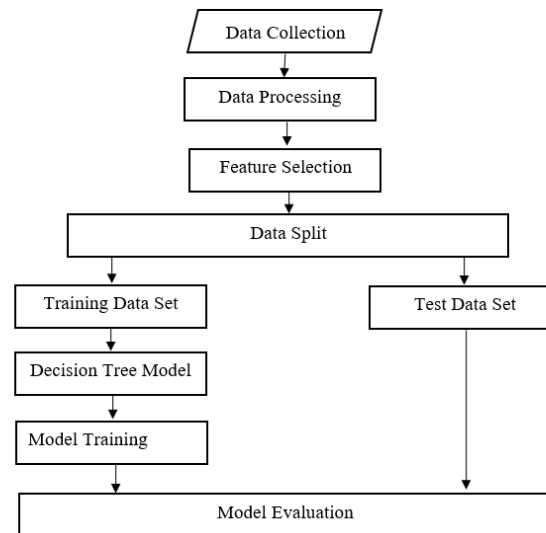 Data Collection
Data Processing
Feature Selection
Data Split
Training Data Set
Test Data Set
Decision Tree Model
Model Training
Model Evaluation